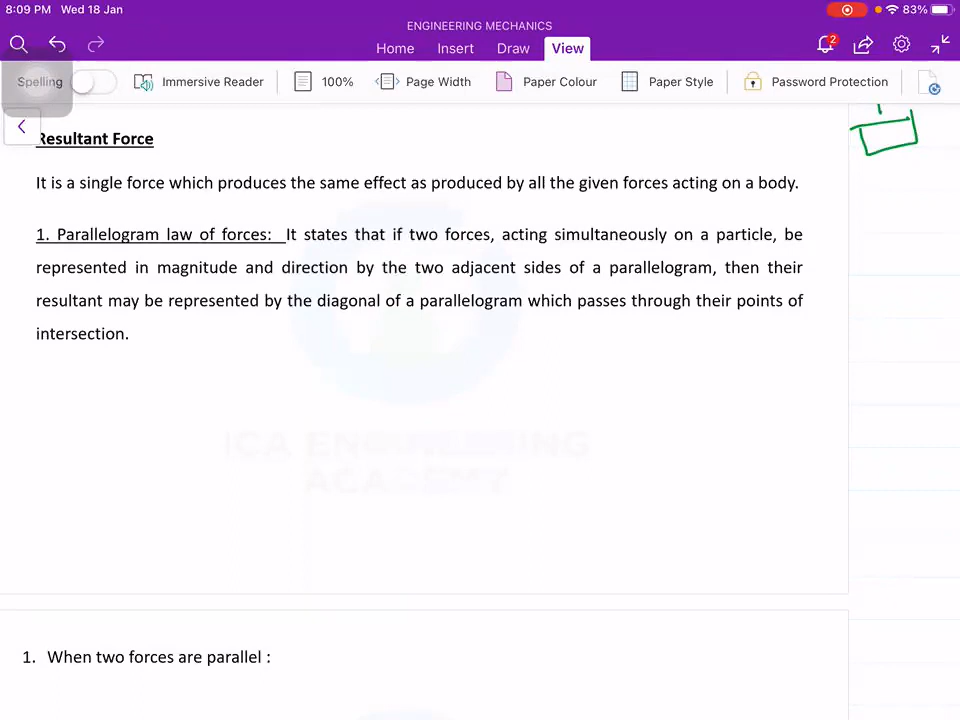 8:09 PM Wed 18 Jan
83%
ENGINEERING MECHANICS
Home Insert Draw View
2
Spelling Immersive Reader 100% Page Width Paper Colour Paper Style Password Protection
Resultant Force
It is a single force which produces the same effect as produced by all the given forces acting on a body.
1. Parallelogram law of forces: It states that if two forces, acting simultaneously on a particle, be
represented in magnitude and direction by the two adjacent sides of a parallelogram, then their
resultant may be represented by the diagonal of a parallelogram which passes through their points of
intersection.
ICA ENGINEERING
ACADEMY
1. When two forces are parallel :